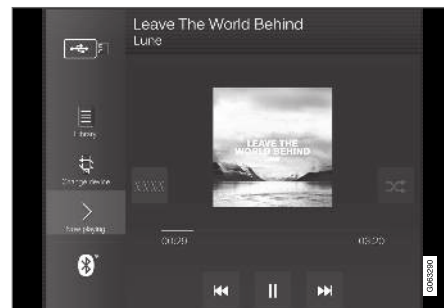 Leave The World Behind
Lune
Library
Change device
Now playing
LEAVE THE
WORLD BEHIND
XXXX
00:29
03:20
G063290